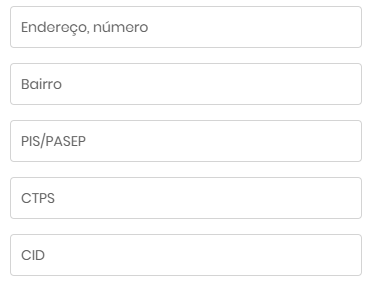 Endereço, número
Bairro
PIS/PASEP
CTPS
CID